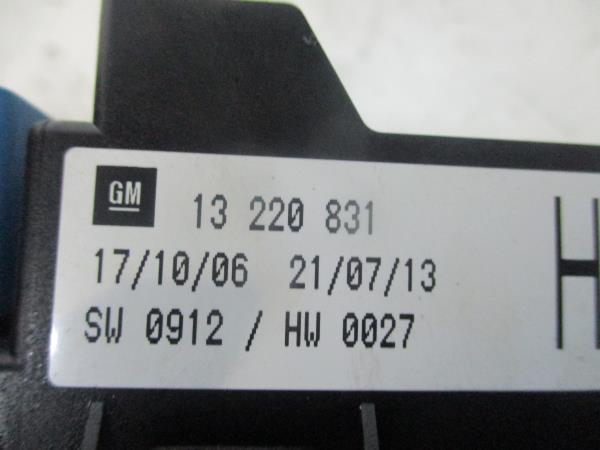 GM 13 220 831
17/10/06 21/07/13
SW 0912 / HW 0027
H